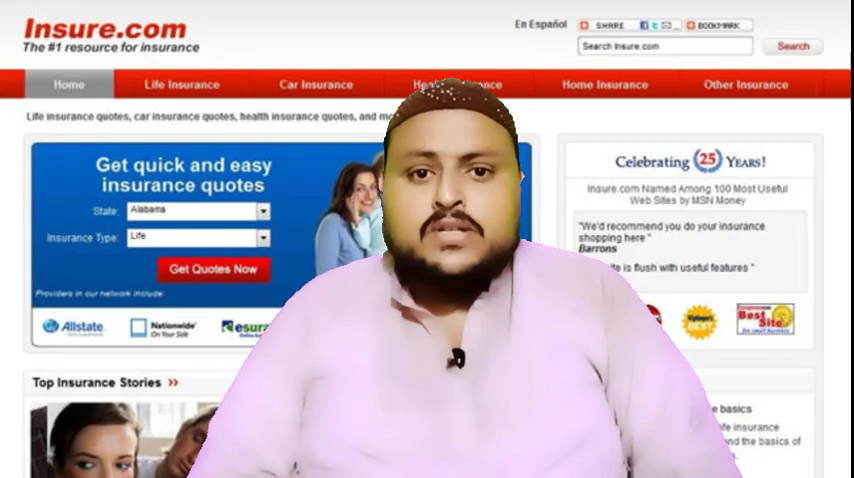 Insure.com
The #1 resource for insurance
En Español
SHARE
BOOKMARK
Search Insure.com
Search
Home
Life Insurance
Car Insurance
Home Insurance
Other Insurance
Life insurance quotes, car insurance quotes, health insurance quotes, and
Get quick and easy
insurance quotes
State:
Alabama
Insurance Type:
Life
Get Quotes Now
Providers in our network include:
Allstate
Nationwide
On Your Side
Celebrating 25 YEARS!
Insure.com Named Among 100 Most Useful
Web Sites by MSN Money
"We'd recommend you do your insurance
shopping here "
Barrons
is flush with useful features "
BEST
Best
Site
for small business
Top Insurance Stories »
basics
insurance
the basics of